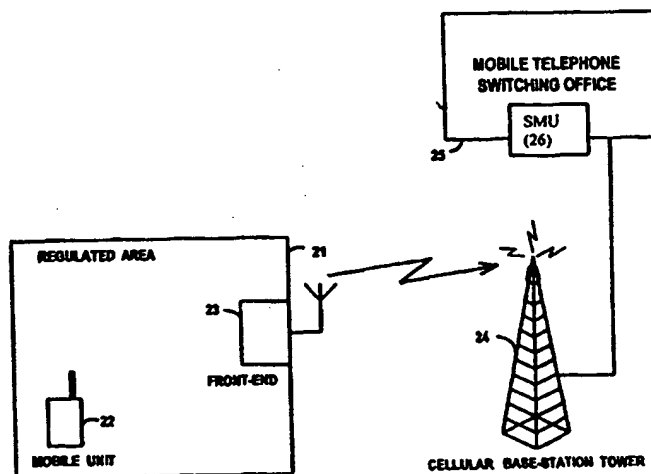 MOBILE TELEPHONE
SWITCHING OFFICE
SMU
(26)
25
REGULATED AREA
21
23
FRONT-END
22
MOBILE UNIT
24
CELLULAR BASE-STATION TOWER